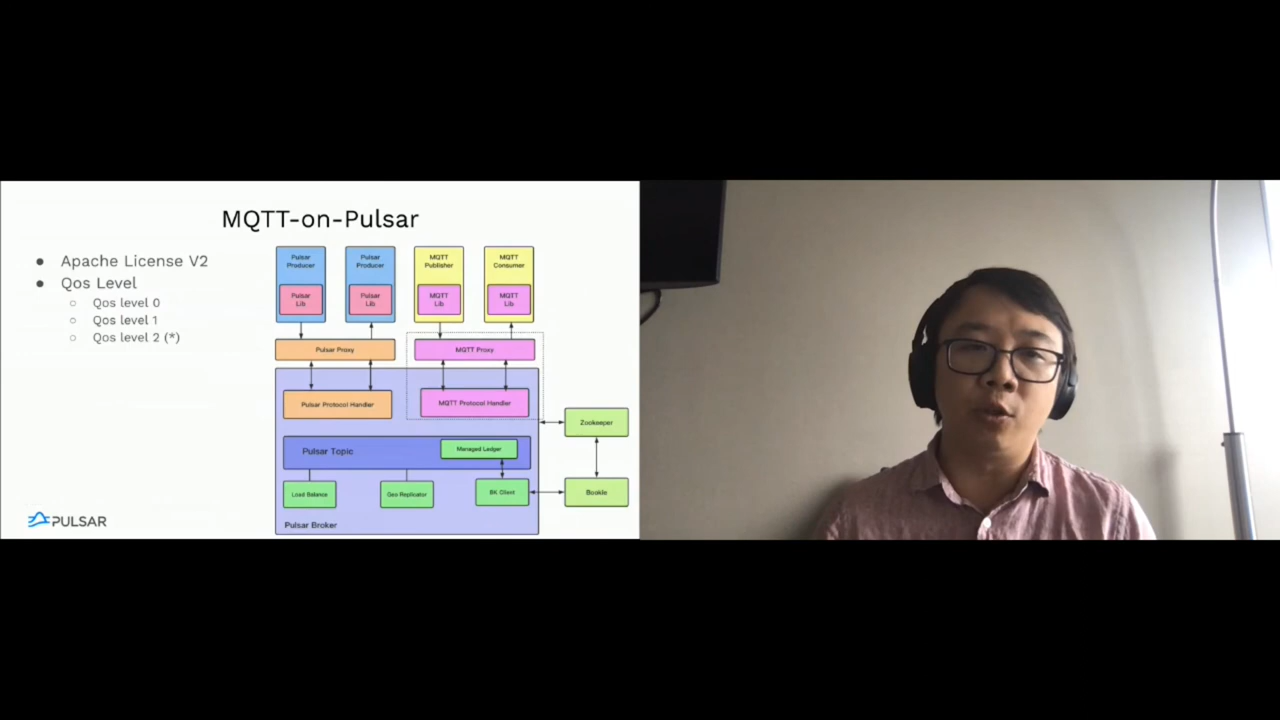 MQTT-on-Pulsar
Apache License V2
Qos Level
Qos level 0
Qos level 1
Qos level 2 (*)
Pulsar
Producer
Pulsar
Lib
Pulsar
Producer
Pulsar
Lib
MQTT
Publisher
MQTT
Lib
MQTT
Consumer
MQTT
Lib
Pulsar Proxy
MQTT Proxy
Pulsar Protocol Handler
MQTT Protocol Handler
Zookeeper
Pulsar Topic
Managed Ledger
Load Balance
Geo Replicator
BK Client
Bookie
Pulsar Broker
PULSAR